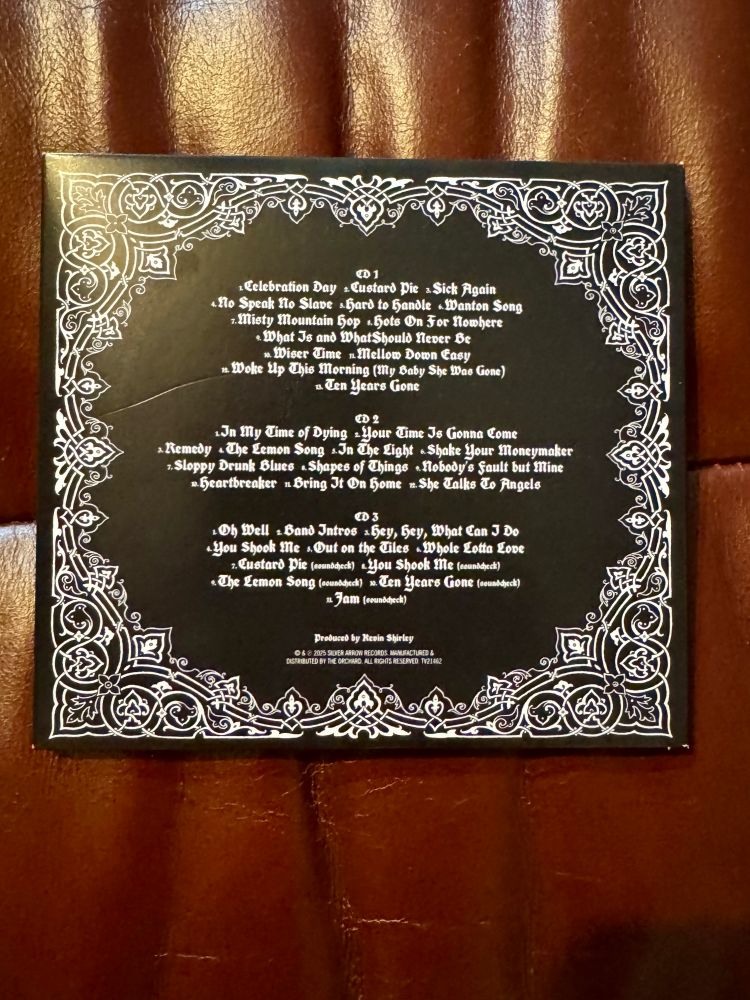 CD 1
1. Celebration Day 2. Custard Pie 3. Sick Again
4. No Speak No Slave 5. Hard to Handle 6. Wanton Song
7. Misty Mountain Hop 8. Hots On For Nowhere
9. What Is and WhatShould Never Be
10. Wiser Time 11. Mellow Down Easy
12. Woke Up This Morning (My Baby She Was Gone)
13. Ten Years Gone
CD 2
1. In My Time of Dying 2. Your Time Is Gonna Come
3. Remedy 4. The Lemon Song 5. In The Light 6. Shake Your Moneymaker
7. Sloppy Drunk Blues 8. Shapes of Things 9. Nobody's Fault but Mine
10. Heartbreaker 11. Bring It On Home 12. She Talks To Angels
CD 3
1. Oh Well 2. Band Intros 3. Hey, Hey, What Can I Do
4. You Shook Me 5. Out on the Tiles 6. Whole Lotta Love
7. Custard Pie (soundcheck) 8. You Shook Me (soundcheck)
9. The Lemon Song (soundcheck) 10. Ten Years Gone (soundcheck)
11. Jam (soundcheck)
Produced by Kevin Shirley
© & ℗ 2025 SILVER ARROW RECORDS. MANUFACTURED &
DISTRIBUTED BY THE ORCHARD. ALL RIGHTS RESERVED. TV21462